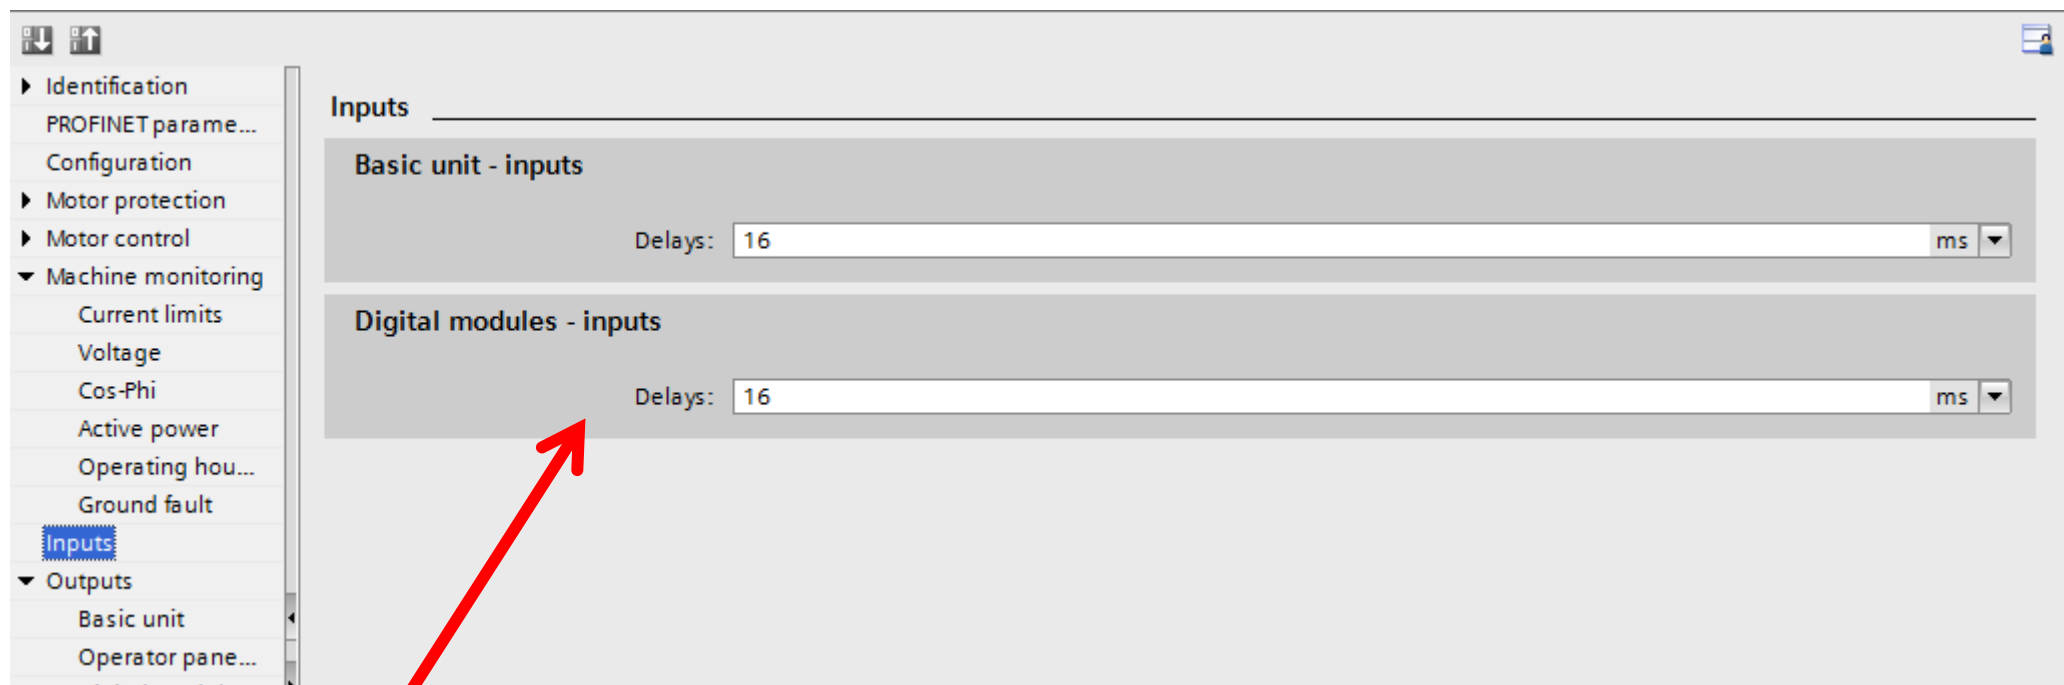 Identification
PROFINET parame...
Configuration
Motor protection
Motor control
Machine monitoring
Current limits
Voltage
Cos-Phi
Active power
Operating hou...
Ground fault
Inputs
Outputs
Basic unit
Operator pane...
Inputs
Basic unit - inputs
Delays: 16 ms
Digital modules - inputs
Delays: 16 ms